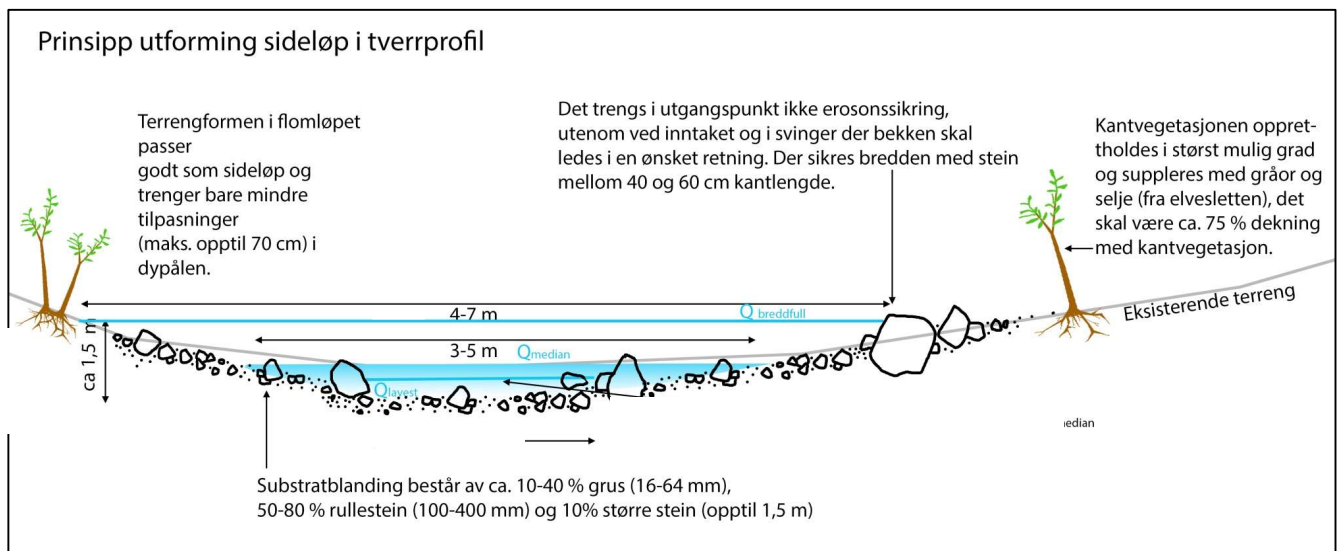 Prinsipp utforming sideløp i tverrprofil
Terrengformen i flomløpet
passer
godt som sideløp og
trenger bare mindre
tilpasninger
(maks. opptil 70 cm) i
dypålen.
Det trengs i utgangspunkt ikke erosonssikring,
utenom ved inntaket og i svinger der bekken skal
ledes i en ønsket retning. Der sikres bredden med stein
mellom 40 og 60 cm kantlengde.
Kantvegetasjonen oppret-
tholdes i størst mulig grad
og suppleres med gråor og
selje (fra elvesletten), det
skal være ca. 75 % dekning
med kantvegetasjon.
4-7 m
Q breddfull
Eksisterende terreng
3-5 m
Qmedian
ca 1,5 m
Qlavest
nedian
Substratblanding består av ca. 10-40 % grus (16-64 mm),
50-80 % rullestein (100-400 mm) og 10% større stein (opptil 1,5 m)